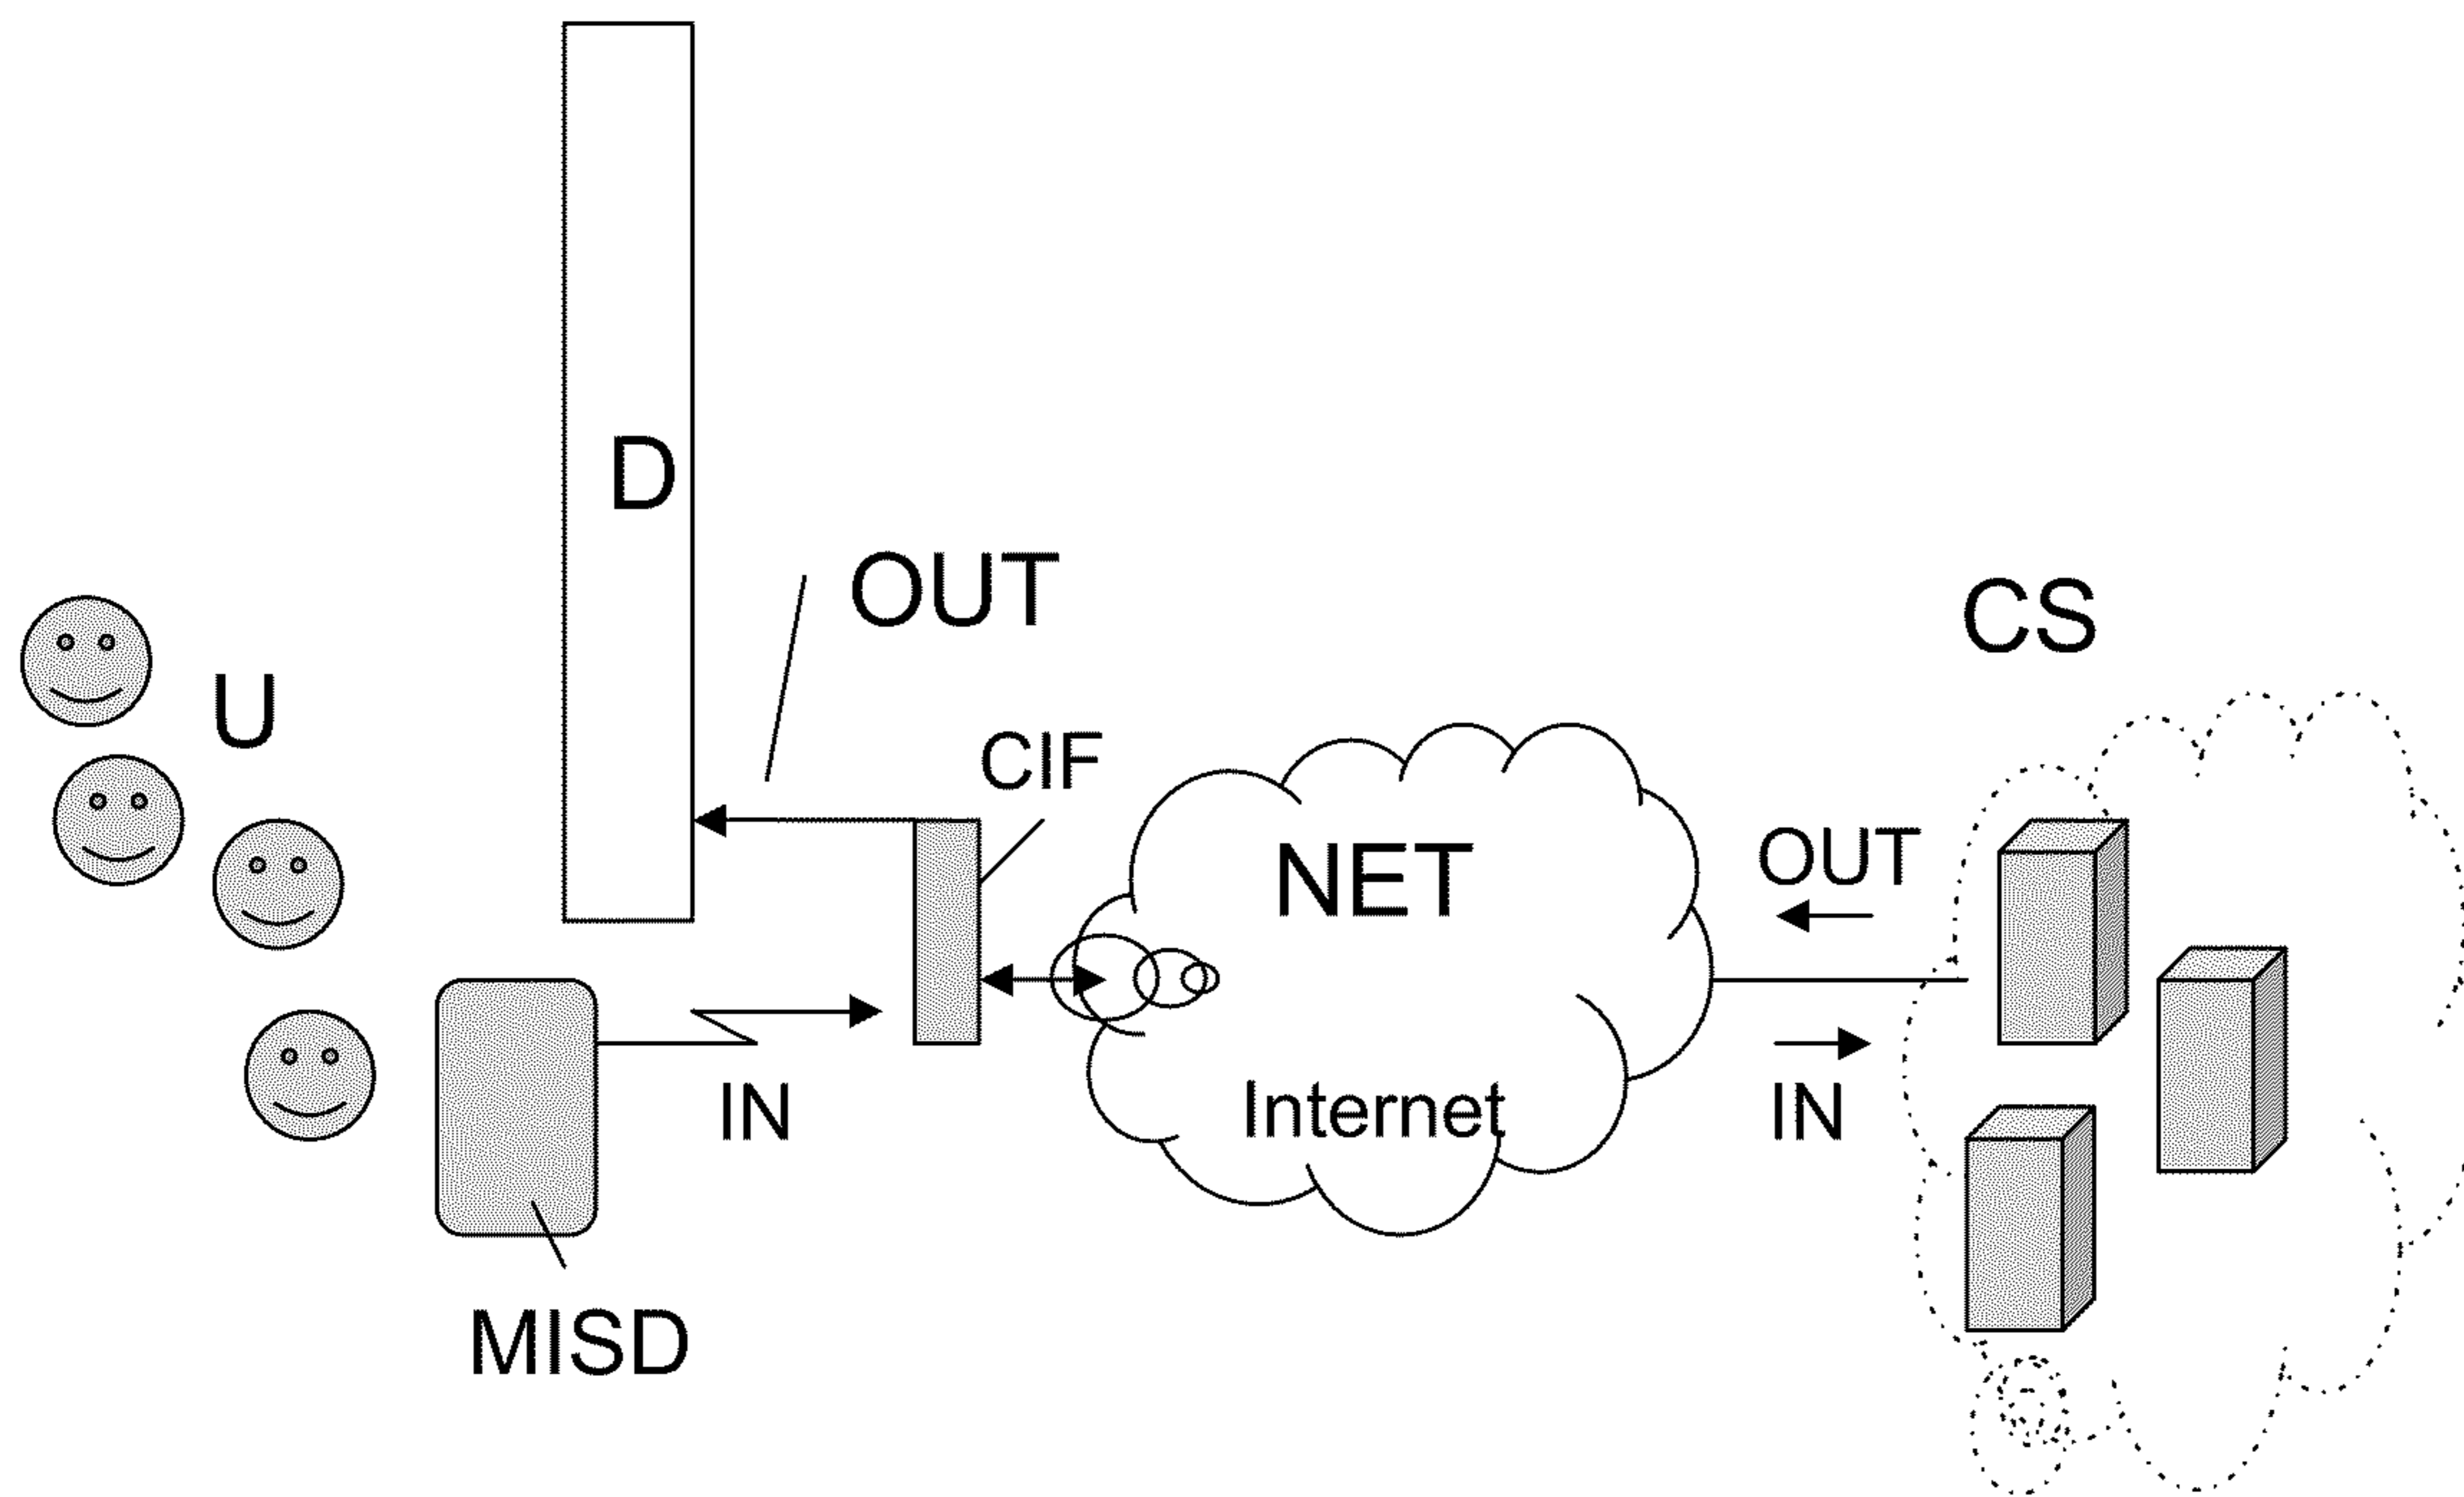 D
OUT
CS
U
CIF
NET
OUT
Internet
IN
IN
MISD